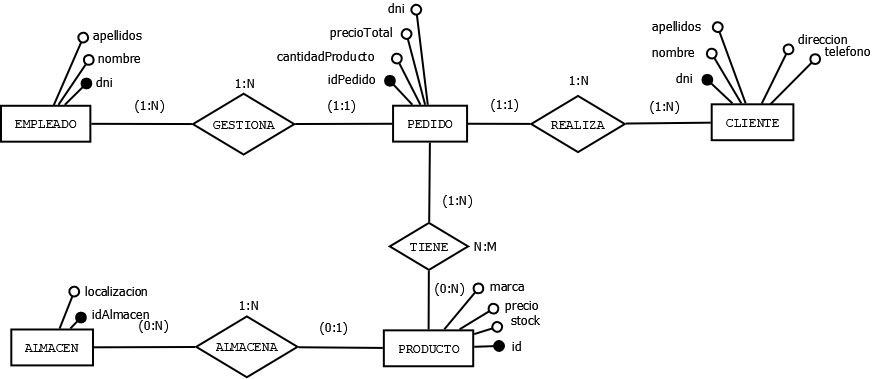 dni
apellidos
precioTotal
apellidos
direccion
nombre
cantidadProducto
nombre
telefono
dni
idPedido
dni
1:N
1:N
(1:N)
(1:1)
(1:1)
(1:N)
EMPLEADO
GESTIONA
PEDIDO
REALIZA
CLIENTE
(1:N)
TIENE
N:M
localizacion
(0:N)
marca
idAlmacen
1:N
precio
(0:N)
(0:1)
stock
ALMACEN
ALMACENA
PRODUCTO
id